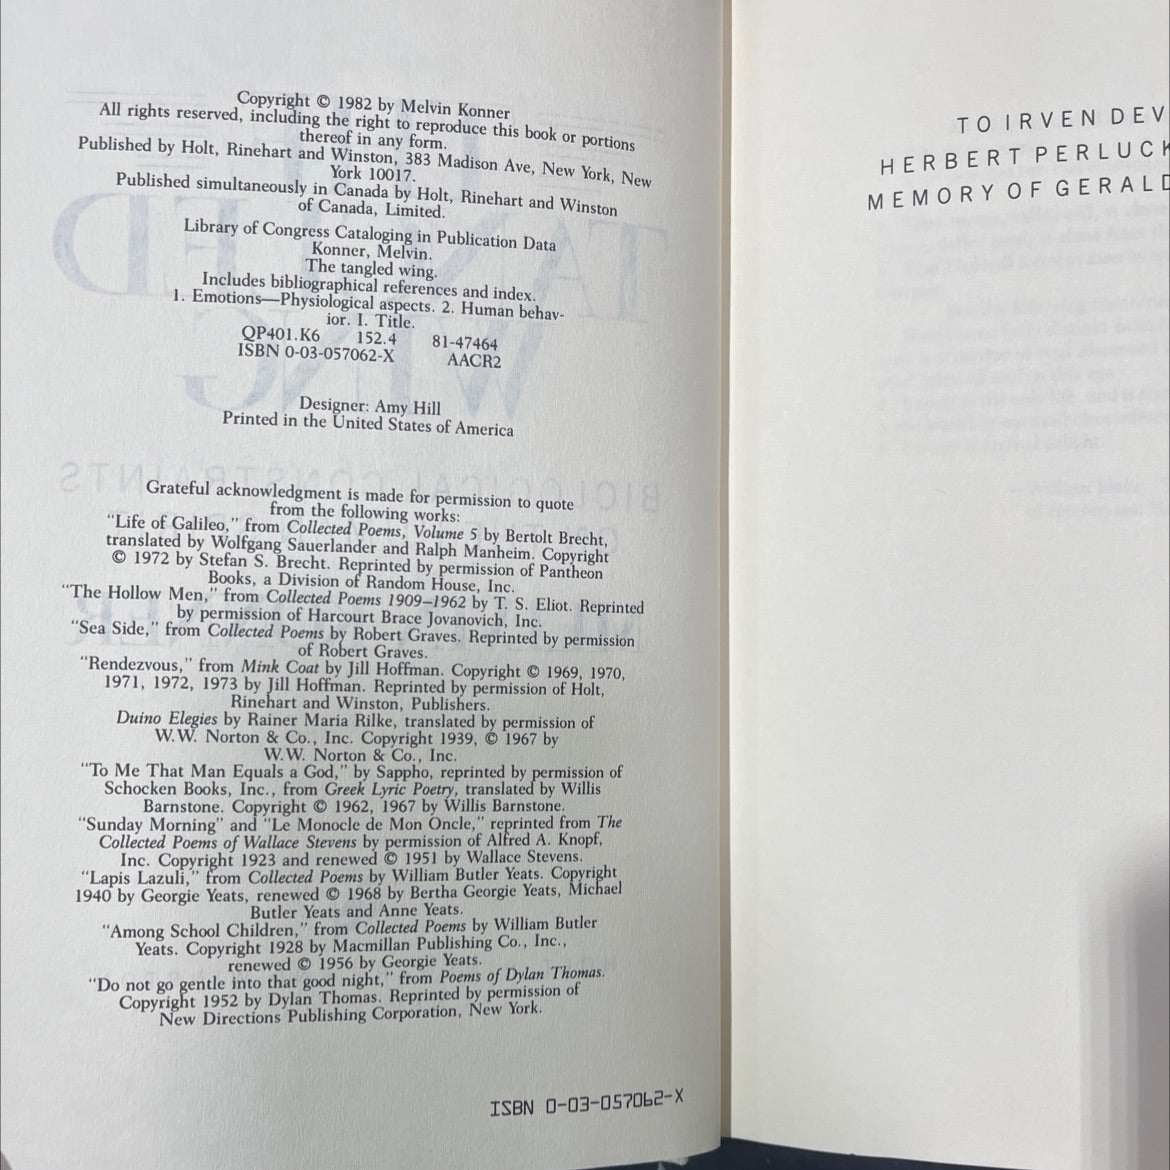 Copyright © 1982 by Melvin Konner
All rights reserved, including the right to reproduce this book or portions
thereof in any form.
Published by Holt, Rinehart and Winston, 383 Madison Ave, New York, New
York 10017.
Published simultaneously in Canada by Holt, Rinehart and Winston
of Canada, Limited.
Library of Congress Cataloging in Publication Data
Konner, Melvin.
The tangled wing.
Includes bibliographical references and index.
1. Emotions—Physiological aspects. 2. Human behav-
ior. I. Title.
QP401.K6 152.4 81-47464
ISBN 0-03-057062-X AACR2
Designer: Amy Hill
Printed in the United States of America
Grateful acknowledgment is made for permission to quote
from the following works:
“Life of Galileo,” from Collected Poems, Volume 5 by Bertolt Brecht,
translated by Wolfgang Sauerlander and Ralph Manheim. Copyright
© 1972 by Stefan S. Brecht. Reprinted by permission of Pantheon
Books, a Division of Random House, Inc.
“The Hollow Men,” from Collected Poems 1909–1962 by T. S. Eliot. Reprinted
by permission of Harcourt Brace Jovanovich, Inc.
“Sea Side,” from Collected Poems by Robert Graves. Reprinted by permission
of Robert Graves.
“Rendezvous,” from Mink Coat by Jill Hoffman. Copyright © 1969, 1970,
1971, 1972, 1973 by Jill Hoffman. Reprinted by permission of Holt,
Rinehart and Winston, Publishers.
Duino Elegies by Rainer Maria Rilke, translated by permission of
W.W. Norton & Co., Inc. Copyright 1939, © 1967 by
W.W. Norton & Co., Inc.
“To Me That Man Equals a God,” by Sappho, reprinted by permission of
Schocken Books, Inc., from Greek Lyric Poetry, translated by Willis
Barnstone. Copyright © 1962, 1967 by Willis Barnstone.
“Sunday Morning” and “Le Monocle de Mon Oncle,” reprinted from The
Collected Poems of Wallace Stevens by permission of Alfred A. Knopf,
Inc. Copyright 1923 and renewed © 1951 by Wallace Stevens.
“Lapis Lazuli,” from Collected Poems by William Butler Yeats. Copyright
1940 by Georgie Yeats, renewed © 1968 by Bertha Georgie Yeats, Michael
Butler Yeats and Anne Yeats.
“Among School Children,” from Collected Poems by William Butler
Yeats. Copyright 1928 by Macmillan Publishing Co., Inc.,
renewed © 1956 by Georgie Yeats.
“Do not go gentle into that good night,” from Poems of Dylan Thomas.
Copyright 1952 by Dylan Thomas. Reprinted by permission of
New Directions Publishing Corporation, New York.
ISBN 0-03-057062-X
TO IRVEN DEV
HERBERT PERLUCK
MEMORY OF GERALD